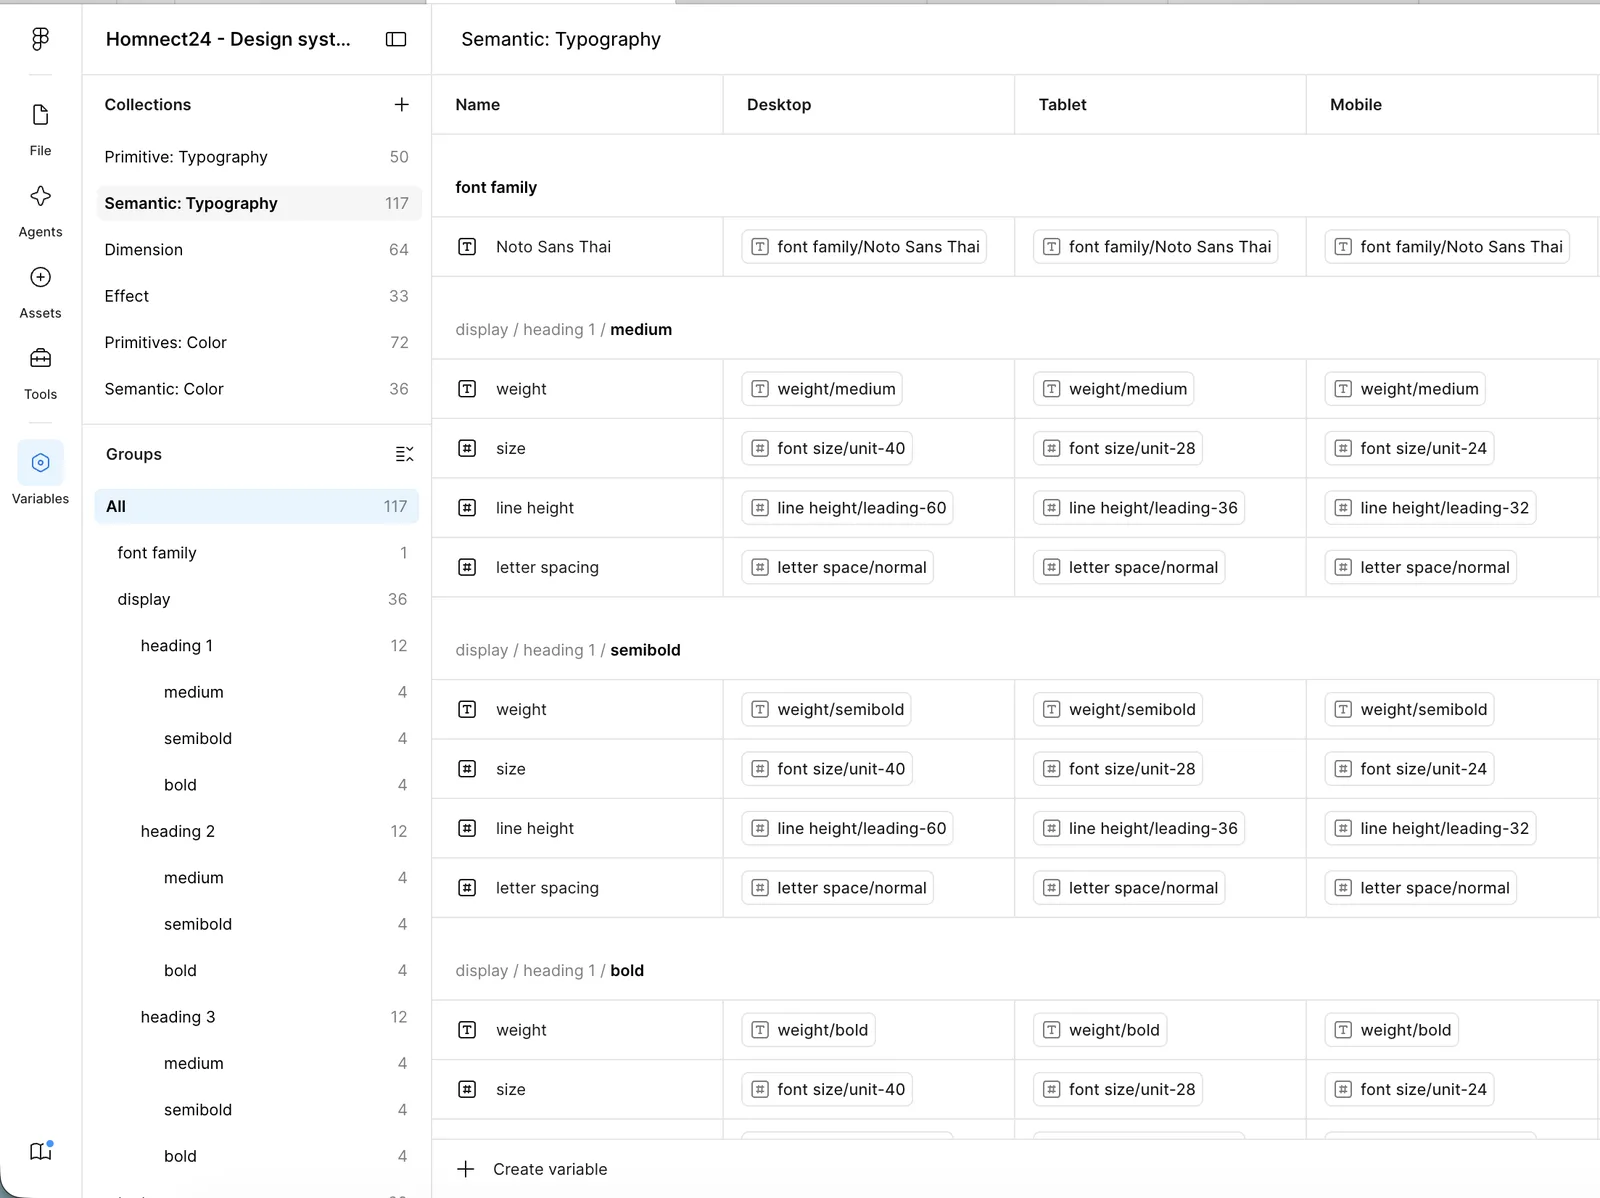 Homnect24 - Design syst...
Semantic: Typography
File
Agents
Assets
Tools
Variables
Collections
Primitive: Typography 50
Semantic: Typography 117
Dimension 64
Effect 33
Primitives: Color 72
Semantic: Color 36
Groups
All 117
font family 1
display 36
heading 1 12
medium 4
semibold 4
bold 4
heading 2 12
medium 4
semibold 4
bold 4
heading 3 12
medium 4
semibold 4
bold 4
Name Desktop Tablet Mobile
font family
Noto Sans Thai font family/Noto Sans Thai font family/Noto Sans Thai font family/Noto Sans Thai
display / heading 1 / medium
weight weight/medium weight/medium weight/medium
size font size/unit-40 font size/unit-28 font size/unit-24
line height line height/leading-60 line height/leading-36 line height/leading-32
letter spacing letter space/normal letter space/normal letter space/normal
display / heading 1 / semibold
weight weight/semibold weight/semibold weight/semibold
size font size/unit-40 font size/unit-28 font size/unit-24
line height line height/leading-60 line height/leading-36 line height/leading-32
letter spacing letter space/normal letter space/normal letter space/normal
display / heading 1 / bold
weight weight/bold weight/bold weight/bold
size font size/unit-40 font size/unit-28 font size/unit-24
Create variable